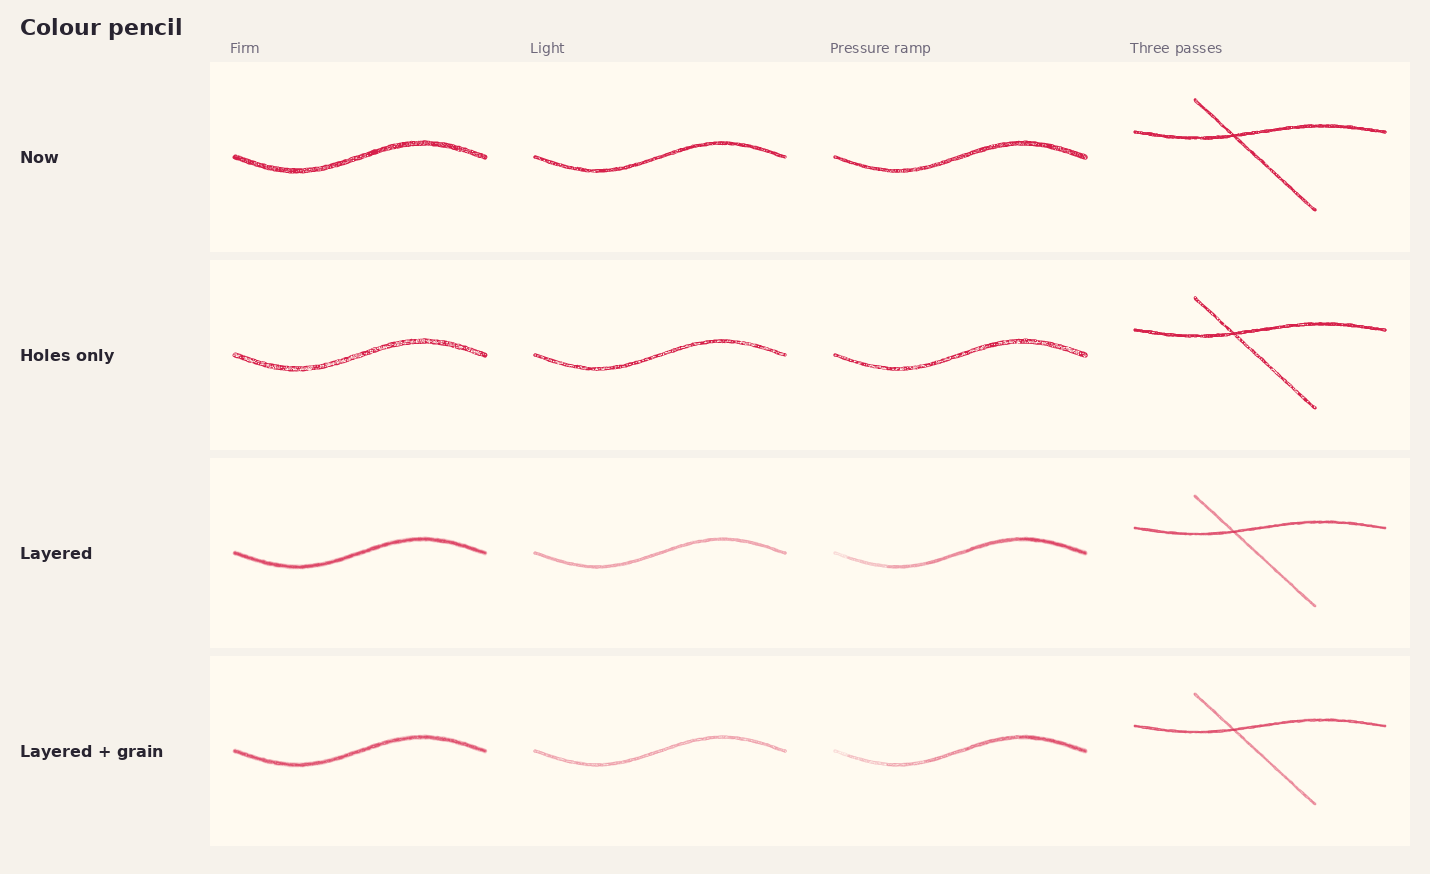 Colour pencil
Firm
Light
Pressure ramp
Three passes
Now
Holes only
Layered
Layered + grain